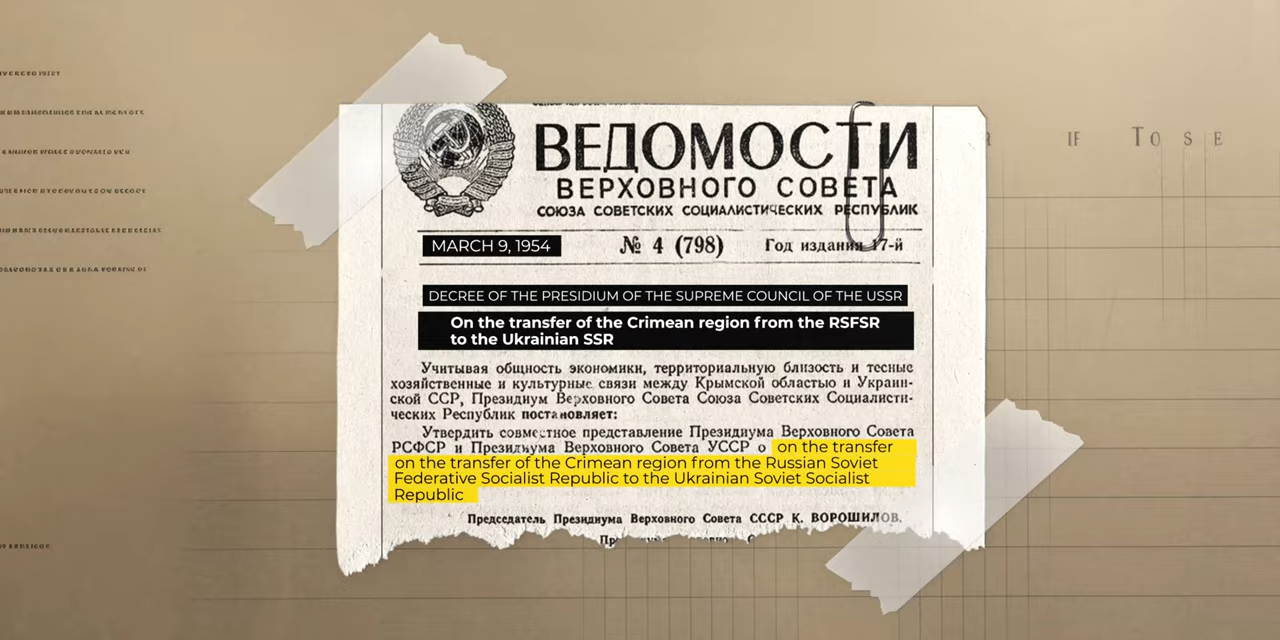 ВЕДОМОСТИ
ВЕРХОВНОГО СОВЕТА
СОЮЗА СОВЕТСКИХ СОЦИАЛИСТИЧЕСКИХ РЕСПУБЛИК
MARCH 9, 1954 № 4 (798) Год издания 17-й
DECREE OF THE PRESIDIUM OF THE SUPREME COUNCIL OF THE USSR
On the transfer of the Crimean region from the RSFSR
to the Ukrainian SSR
Учитывая общность экономики, территориальную близость и тесные
хозяйственные и культурные связи между Крымской областью и Украин-
ской ССР, Президиум Верховного Совета Союза Советских Социалисти-
ческих Республик постановляет:
Утвердить совместное представление Президиума Верховного Совета
РСФСР и Президиума Верховного Совета УССР о on the transfer
on the transfer of the Crimean region from the Russian Soviet
Federative Socialist Republic to the Ukrainian Soviet Socialist
Republic
Председатель Президиума Верховного Совета СССР К. ВОРОШИЛОВ.
IF TO S E